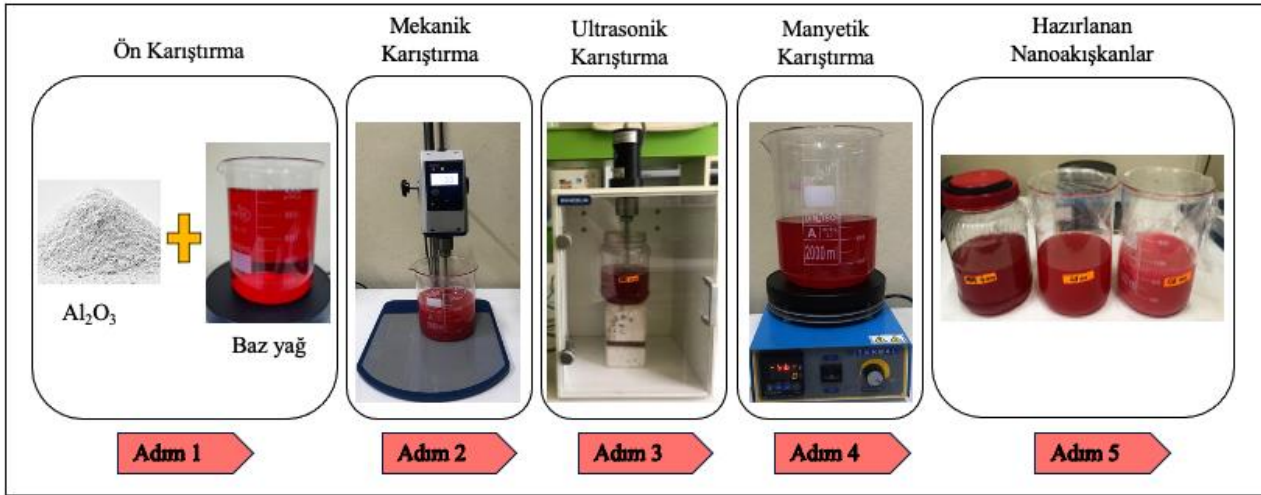 Ön Karıştırma
Mekanik
Karıştırma
Ultrasonik
Karıştırma
Manyetik
Karıştırma
Hazırlanan
Nanoakışkanlar
Al₂O₃
Baz yağ
A
2000 m
Adım 1
Adım 2
Adım 3
Adım 4
Adım 5